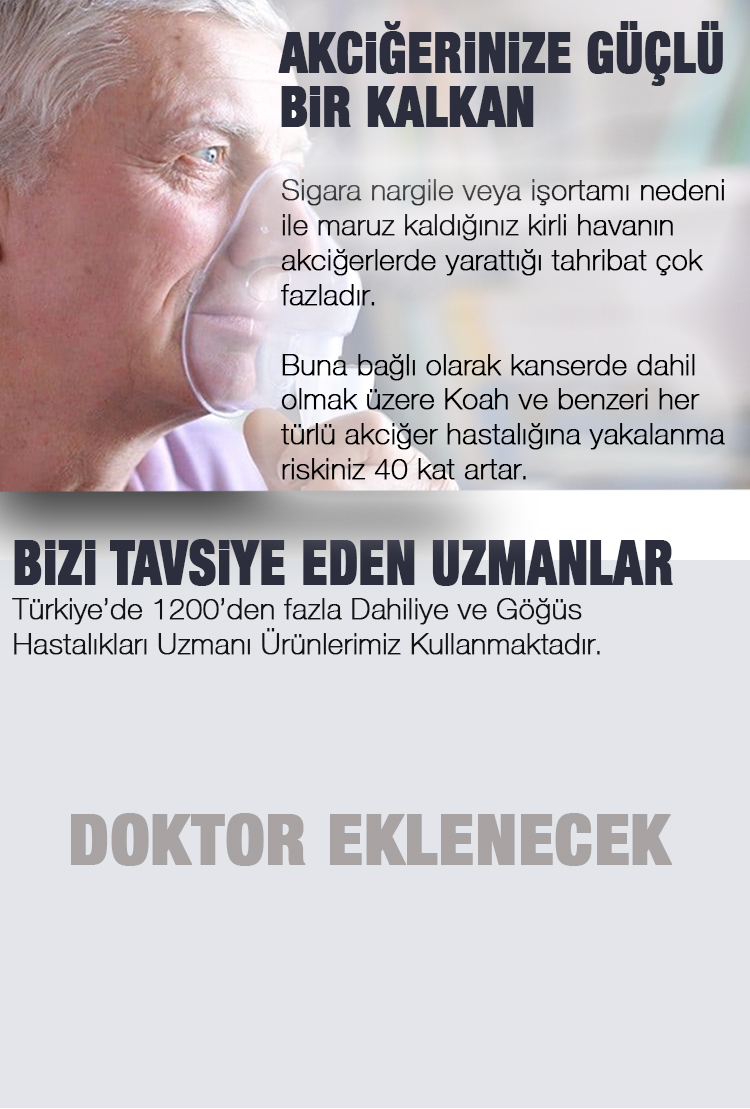 AKCİĞERİNİZE GÜÇLÜ
BİR KALKAN
Sigara nargile veya işortamı nedeni
ile maruz kaldığınız kirli havanın
akciğerlerde yarattığı tahribat çok
fazladır.
Buna bağlı olarak kanserde dahil
olmak üzere Koah ve benzeri her
türlü akciğer hastalığına yakalanma
riskiniz 40 kat artar.
BİZİ TAVSİYE EDEN UZMANLAR
Türkiye’de 1200’den fazla Dahiliye ve Göğüs
Hastalıkları Uzmanı Ürünlerimiz Kullanmaktadır.
DOKTOR EKLENECEK